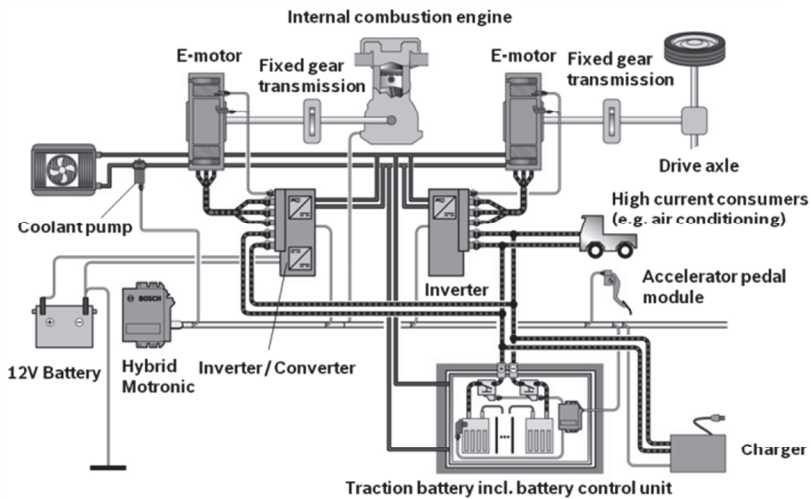 Internal combustion engine
E-motor
Fixed gear
transmission
E-motor
Fixed gear
transmission
Drive axle
Coolant pump
High current consumers
(e.g. air conditioning)
Inverter
Accelerator pedal
module
BOSCH
12V Battery
Hybrid
Motronic
Inverter / Converter
Charger
Traction battery incl. battery control unit